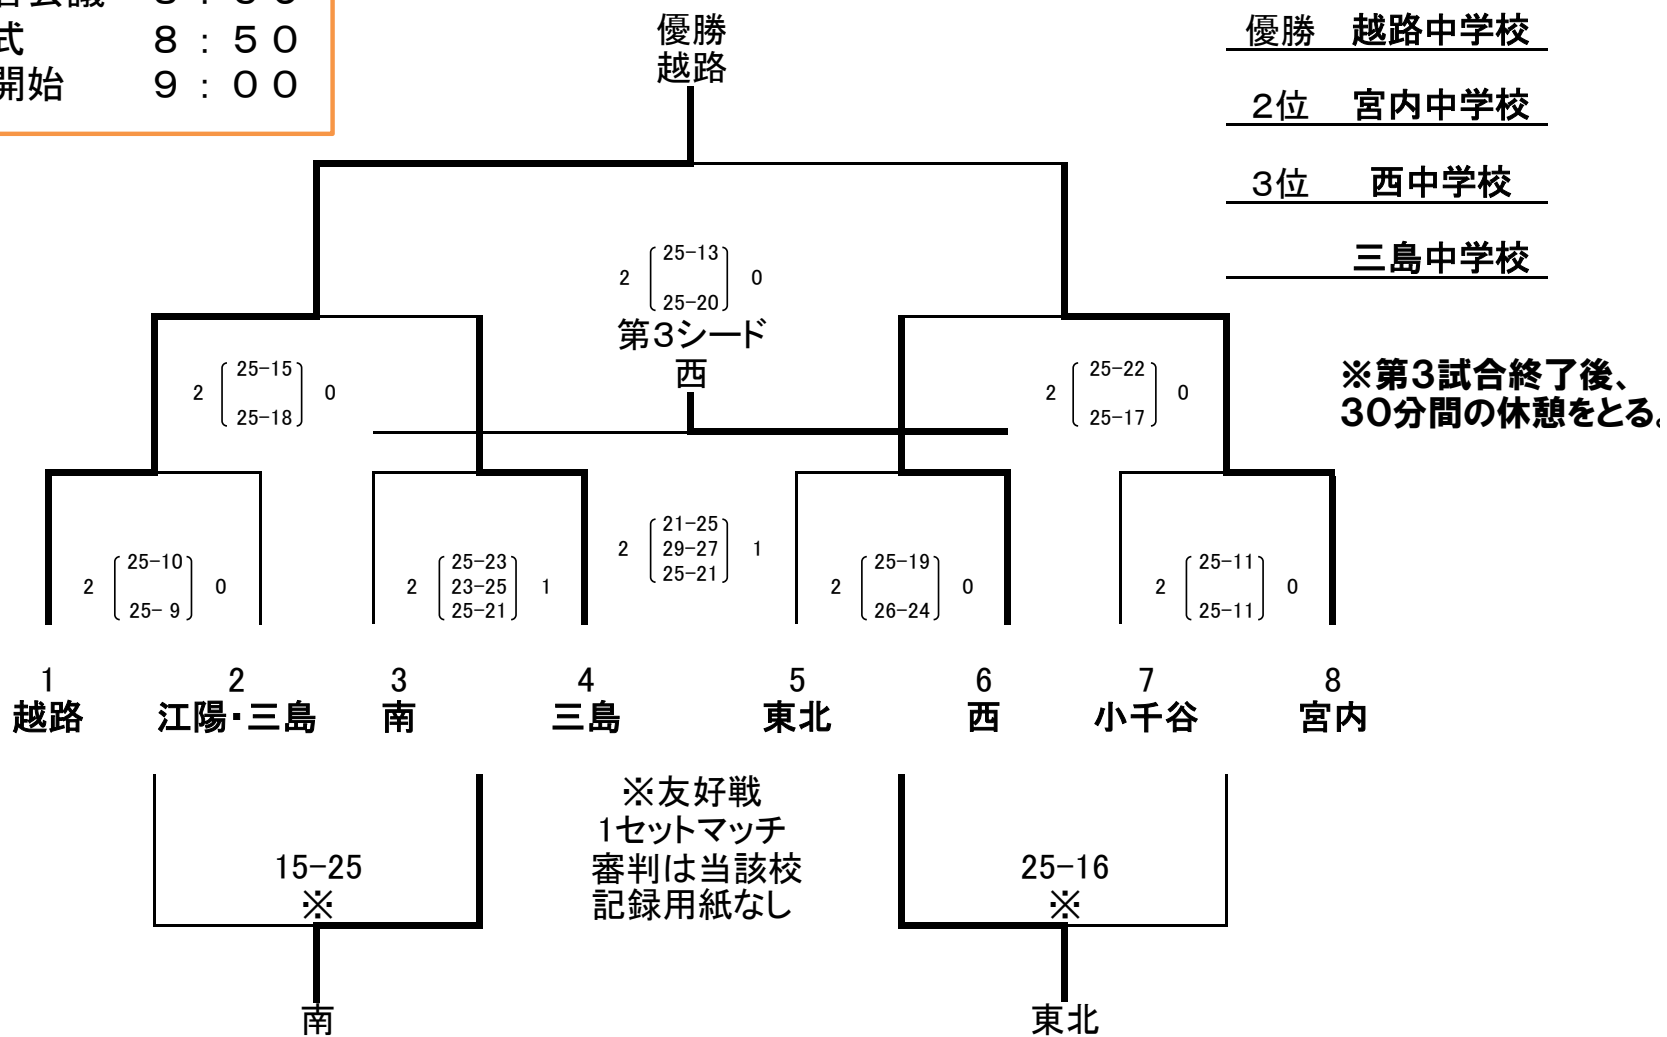 会議 8：30
式 8：50
開始 9：00
優勝
越路
優勝 越路中学校
2位 宮内中学校
3位 西中学校
三島中学校
25-13
2 0
25-20
第3シード
西
25-15
2 0
25-18
25-22
2 0
25-17
※第3試合終了後、
30分間の休憩をとる。
25-10
2 0
25- 9
25-23
2 23-25 1
25-21
21-25
2 29-27 1
25-21
25-19
2 0
26-24
25-11
2 0
25-11
1 2 3 4 5 6 7 8
越路 江陽・三島 南 三島 東北 西 小千谷 宮内
※友好戦
1セットマッチ
審判は当該校
記録用紙なし
15-25
※
25-16
※
南
東北